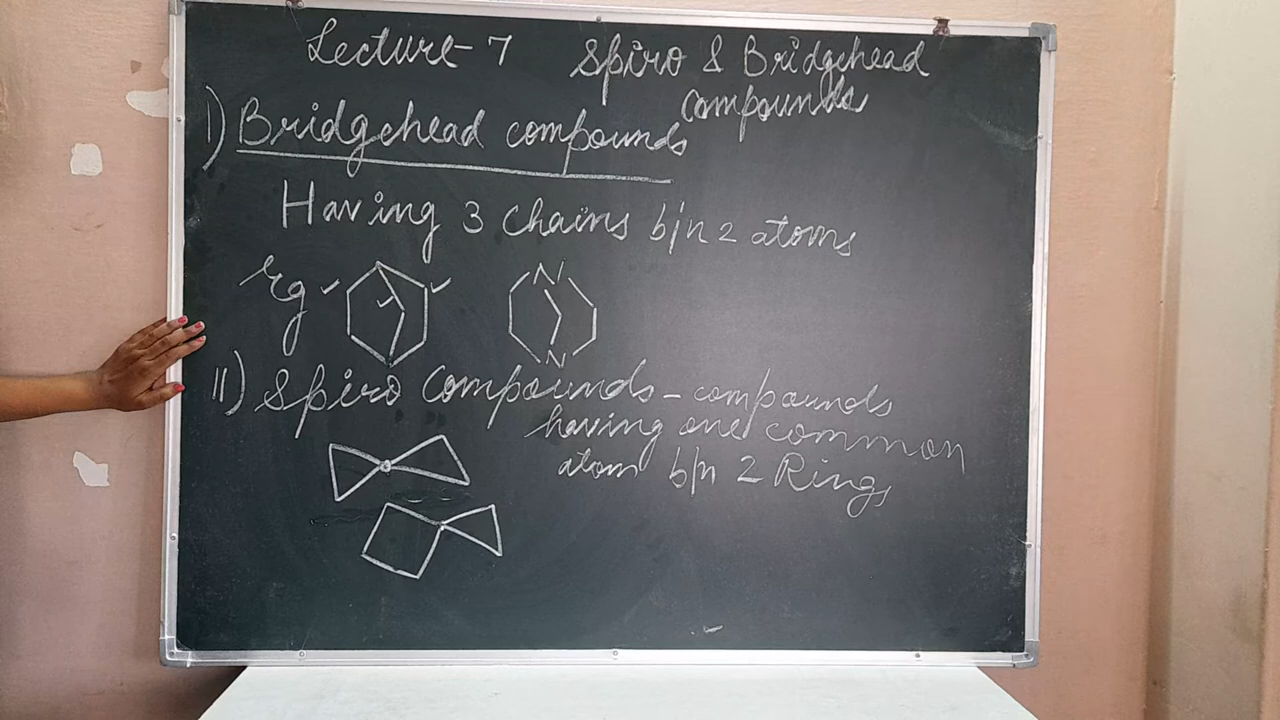 Lecture-7 Spiro & Bridgehead
compounds
I) Bridgehead compounds
Having 3 chains b/n 2 atoms
Eg
N
N
II) Spiro Compounds - compounds
having one common
atom b/n 2 Rings